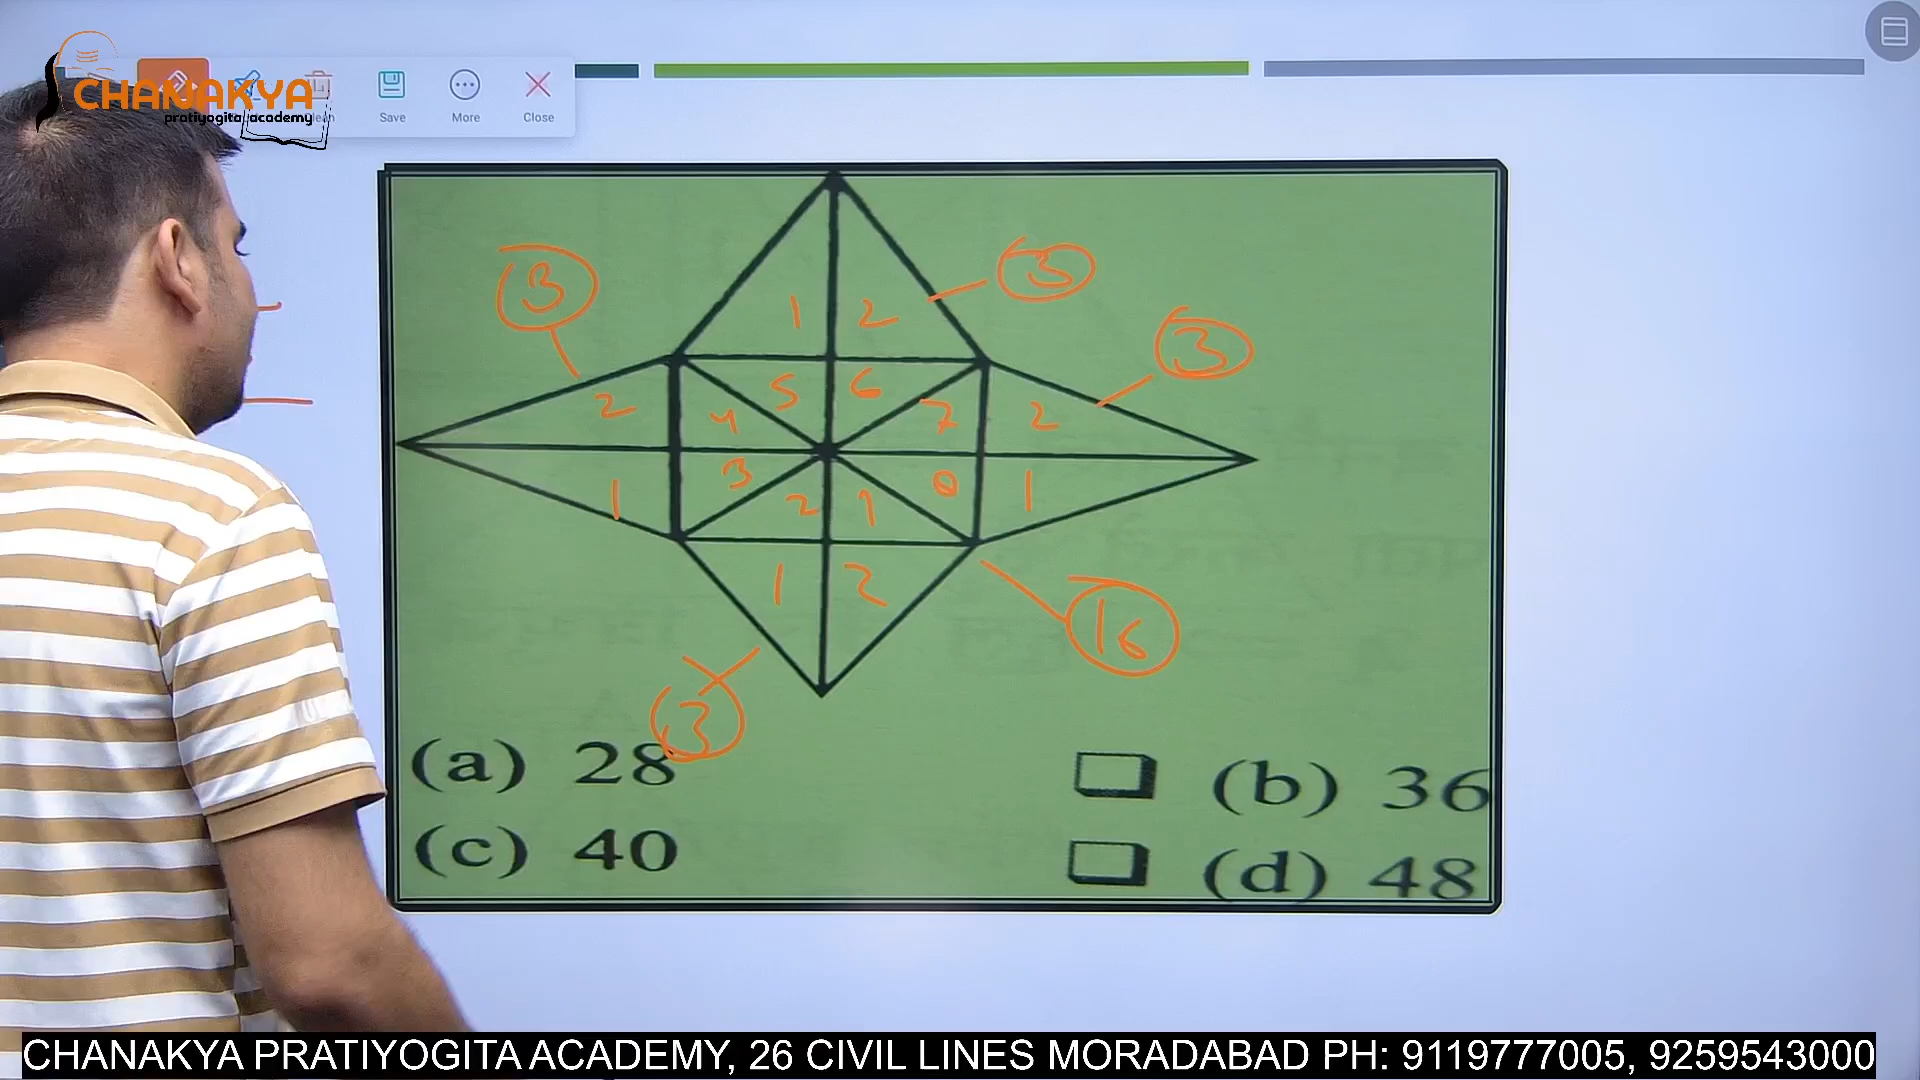 CHANAKYA
pratiyogita academy
Save
More
Close
3
3
3
1 2
2
5 6
4
7
2
3
0
1
2 1
1
1 2
16
3
(a) 28
(b) 36
(c) 40
(d) 48
CHANAKYA PRATIYOGITA ACADEMY, 26 CIVIL LINES MORADABAD PH: 9119777005, 9259543000